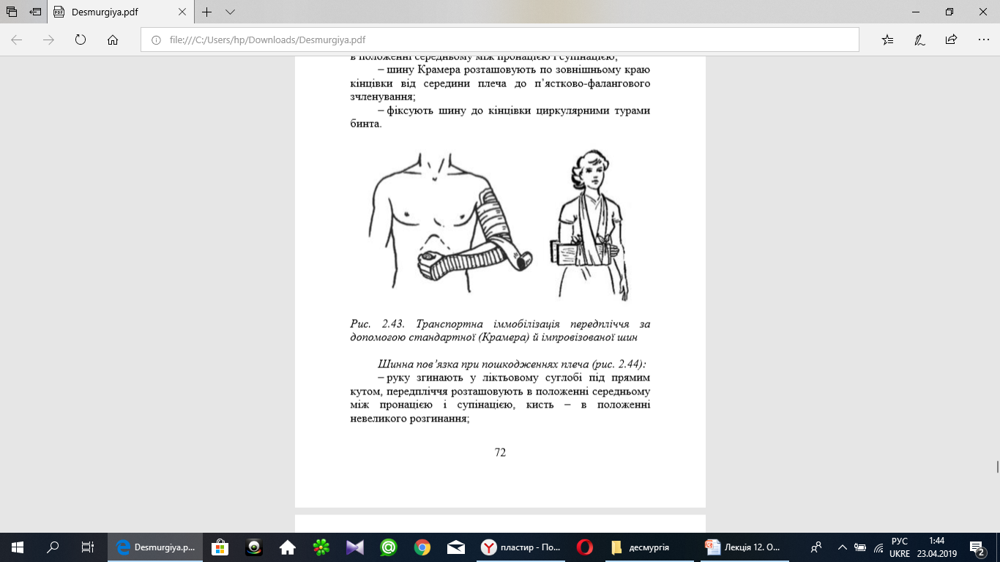 Desmurgiya.pdf
file:///C:/Users/hp/Downloads/Desmurgiya.pdf
в положенні середньому між пронацією і супінацією;
– шину Крамера розташовують по зовнішньому краю
кінцівки від середини плеча до п’ястково-фалангового
зчленування;
– фіксують шину до кінцівки циркулярними турами
бинта.
Рис. 2.43. Транспортна іммобілізація передпліччя за
допомогою стандартної (Крамера) й імпровізованої шин
Шинна пов’язка при пошкодженнях плеча (рис. 2.44):
– руку згинають у ліктьовому суглобі під прямим
кутом, передпліччя розташовують в положенні середньому
між пронацією і супінацією, кисть – в положенні
невеликого розгинання;
72
Desmurgiya.p...
пластир - По...
десмургія
Лекція 12. О...
РУС
UKRE
1:44
23.04.2019
2